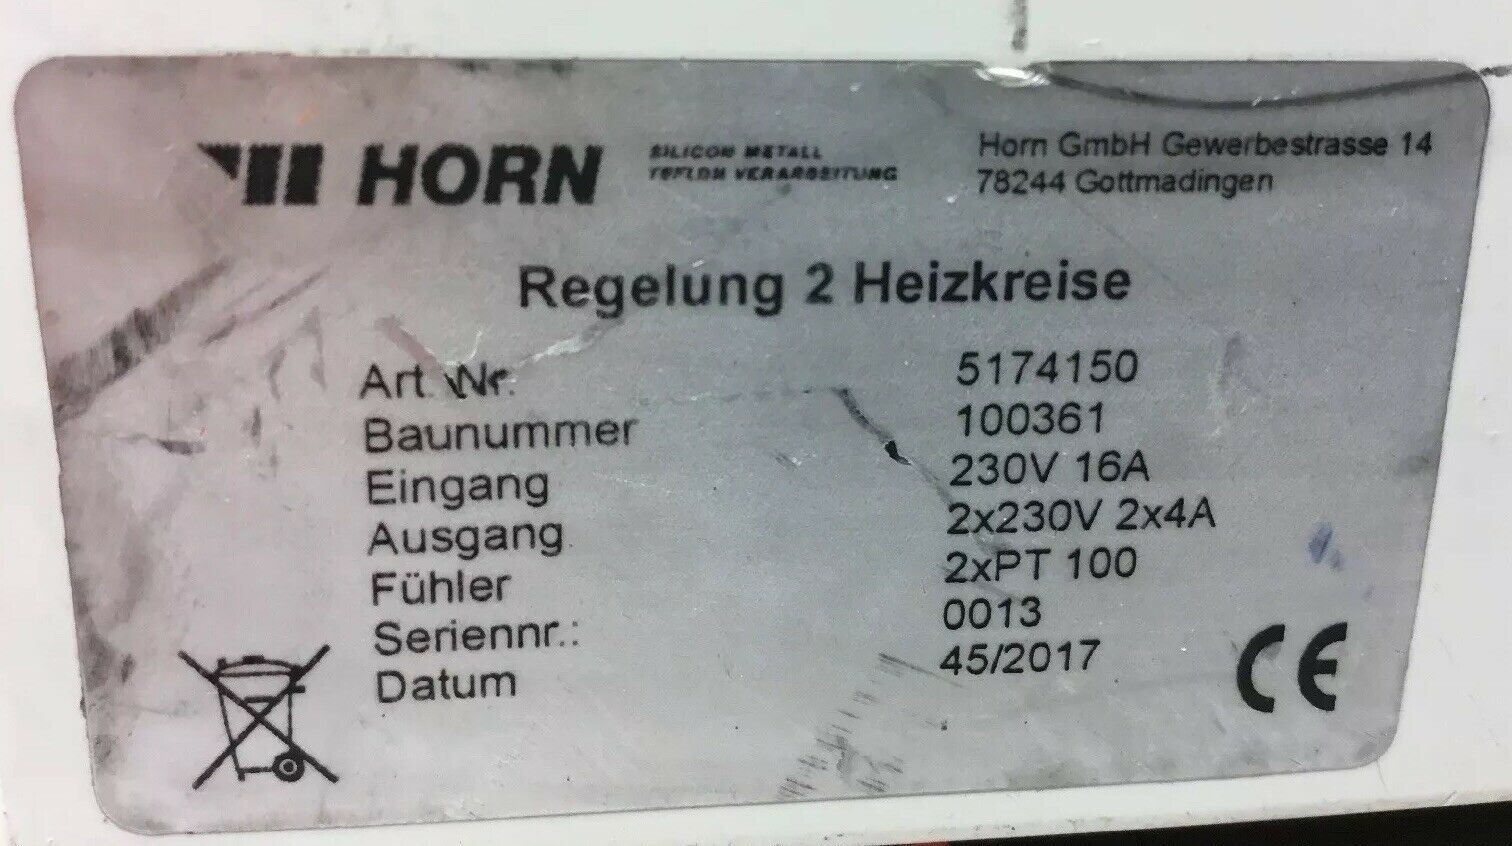 HORN
SILICON METALL
TEFLON VERARBEITUNG
Horn GmbH Gewerbestrasse 14
78244 Gottmadingen
Regelung 2 Heizkreise
Art. Nr. 5174150
Baunummer 100361
Eingang 230V 16A
Ausgang 2x230V 2x4A
Fühler 2xPT 100
Seriennr.: 0013
Datum 45/2017
CE